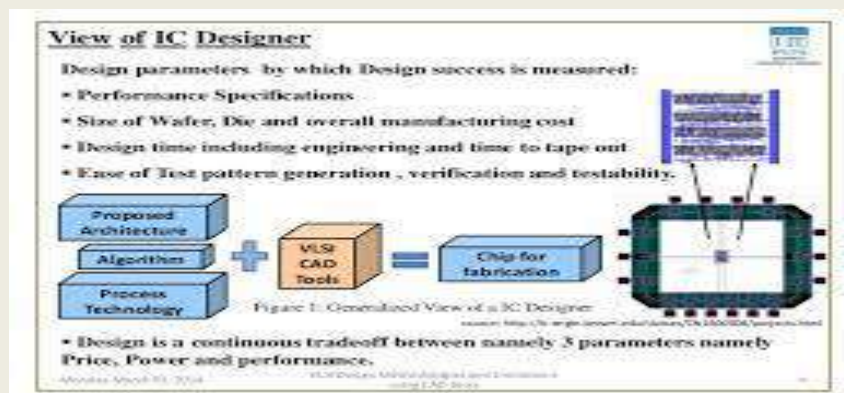 View of IC Designer
Design parameters by which Design success is measured:
• Performance Specifications
• Size of Wafer, Die and overall manufacturing cost
• Design time including engineering and time to tape out
• Ease of Test pattern generation , verification and testability.
Proposed
Architecture
Algorithm
Process
Technology
VLSI
CAD
Tools
Chip for
fabrication
Figure 1: Generalized View of a IC Designer
• Design is a continuous tradeoff between namely 3 parameters namely
Price, Power and performance.
using CAD Tools